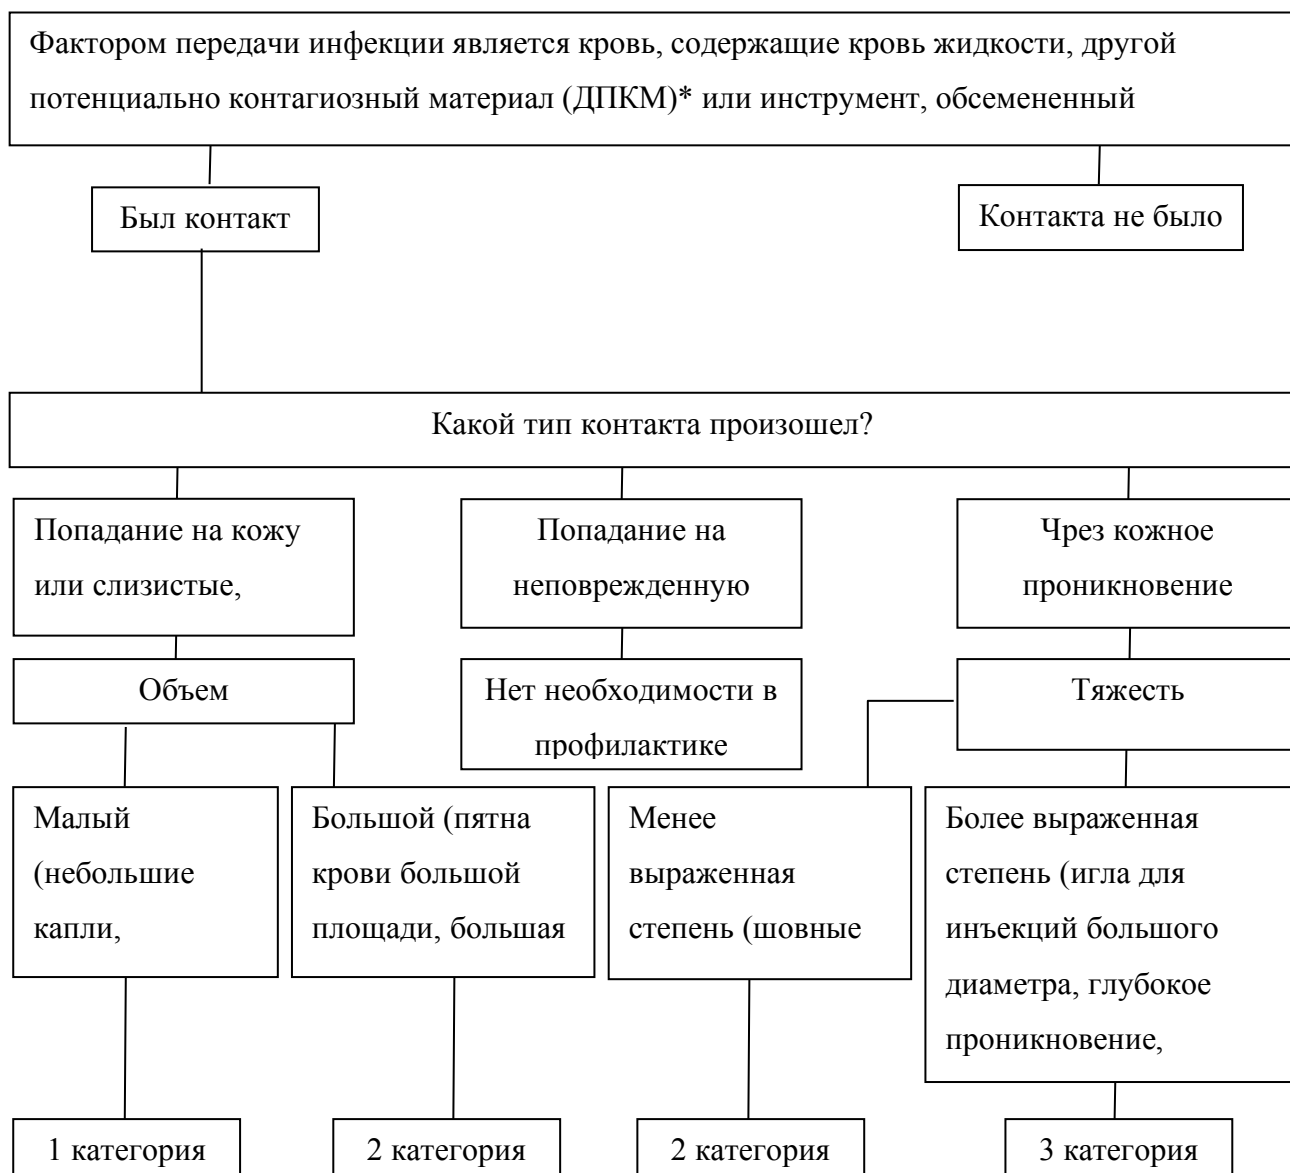 Фактором передачи инфекции является кровь, содержащие кровь жидкости, другой
потенциально контагиозный материал (ДПКМ)* или инструмент, обсемененный
Был контакт
Контакта не было
Какой тип контакта произошел?
Попадание на кожу
или слизистые,
Попадание на
неповрежденную
Чрез кожное
проникновение
Объем
Нет необходимости в
профилактике
Тяжесть
Малый
(небольшие
капли,
Большой (пятна
крови большой
площади, большая
Менее
выраженная
степень (шовные
Более выраженная
степень (игла для
инъекций большого
диаметра, глубокое
проникновение,
1 категория
2 категория
2 категория
3 категория